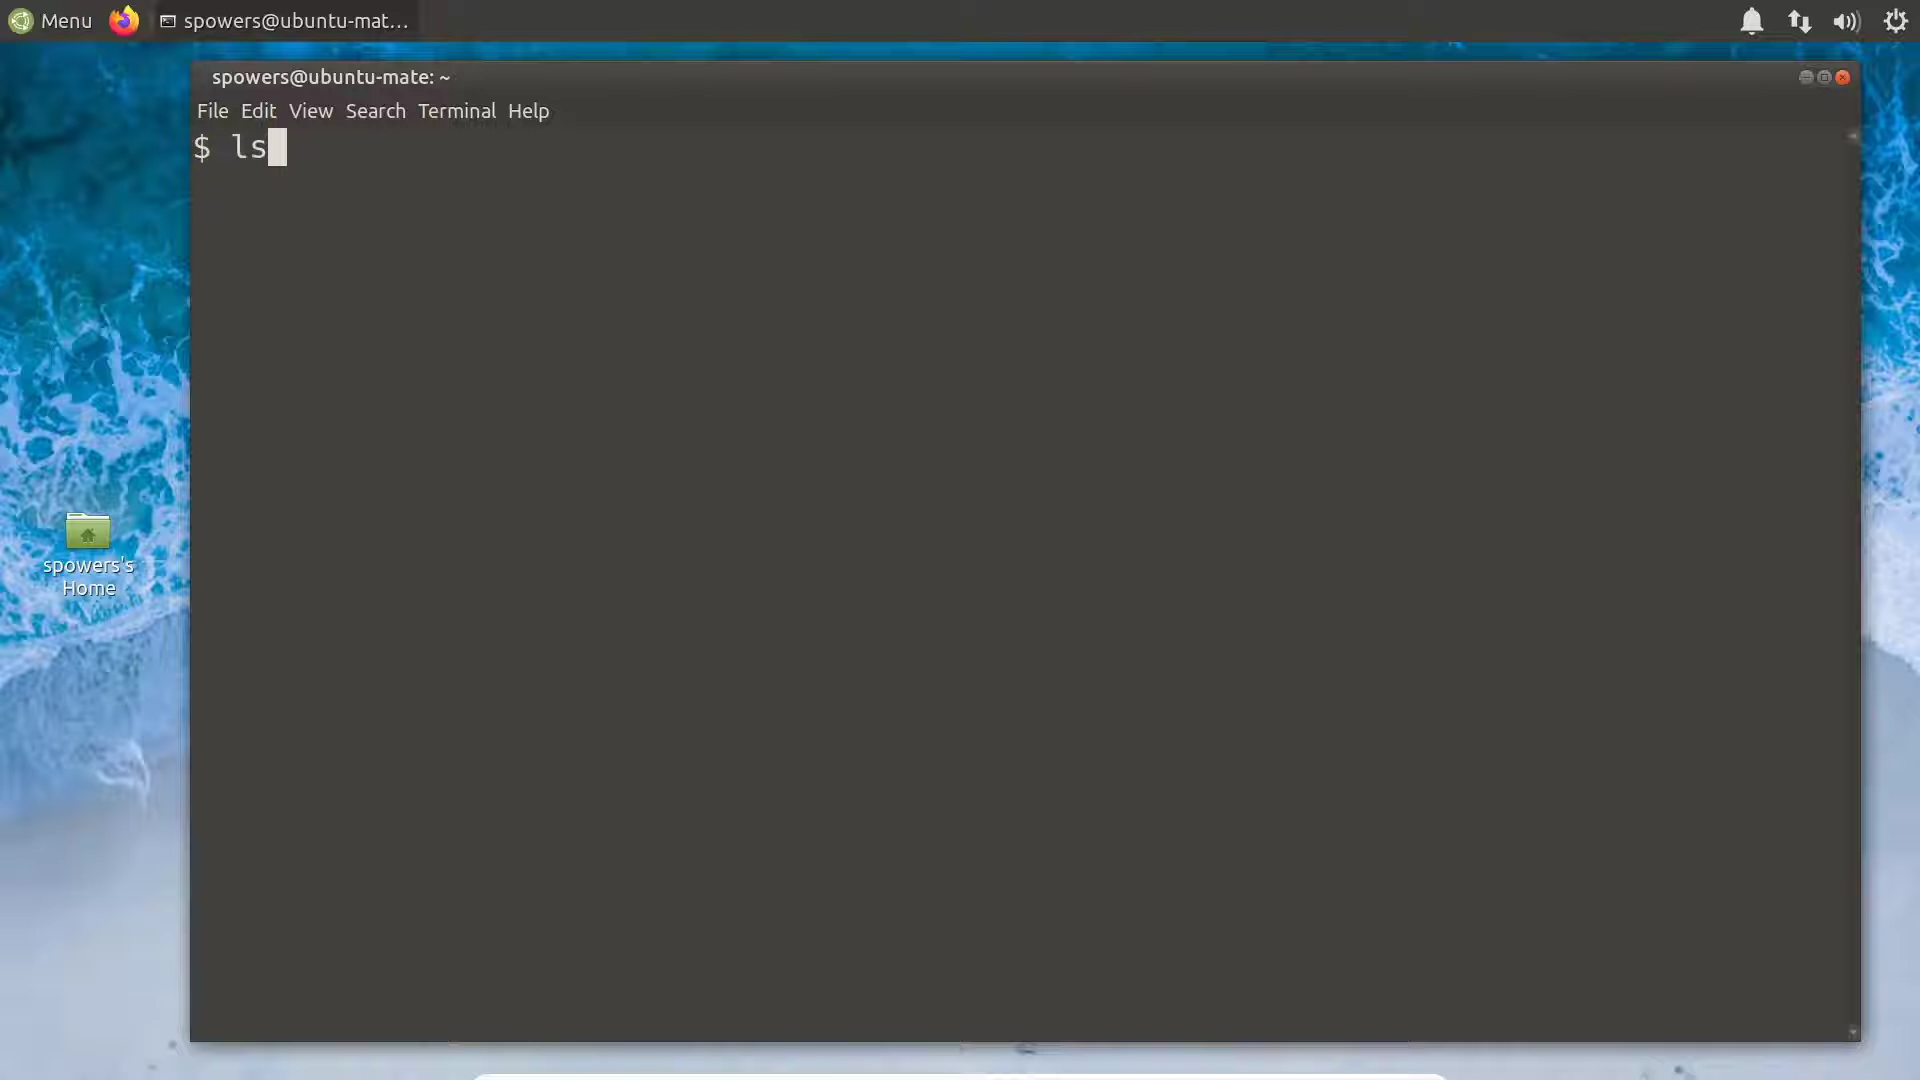 Menu spowers@ubuntu-mat...
spowers@ubuntu-mate: ~
File Edit View Search Terminal Help
$ ls
spowers's
Home